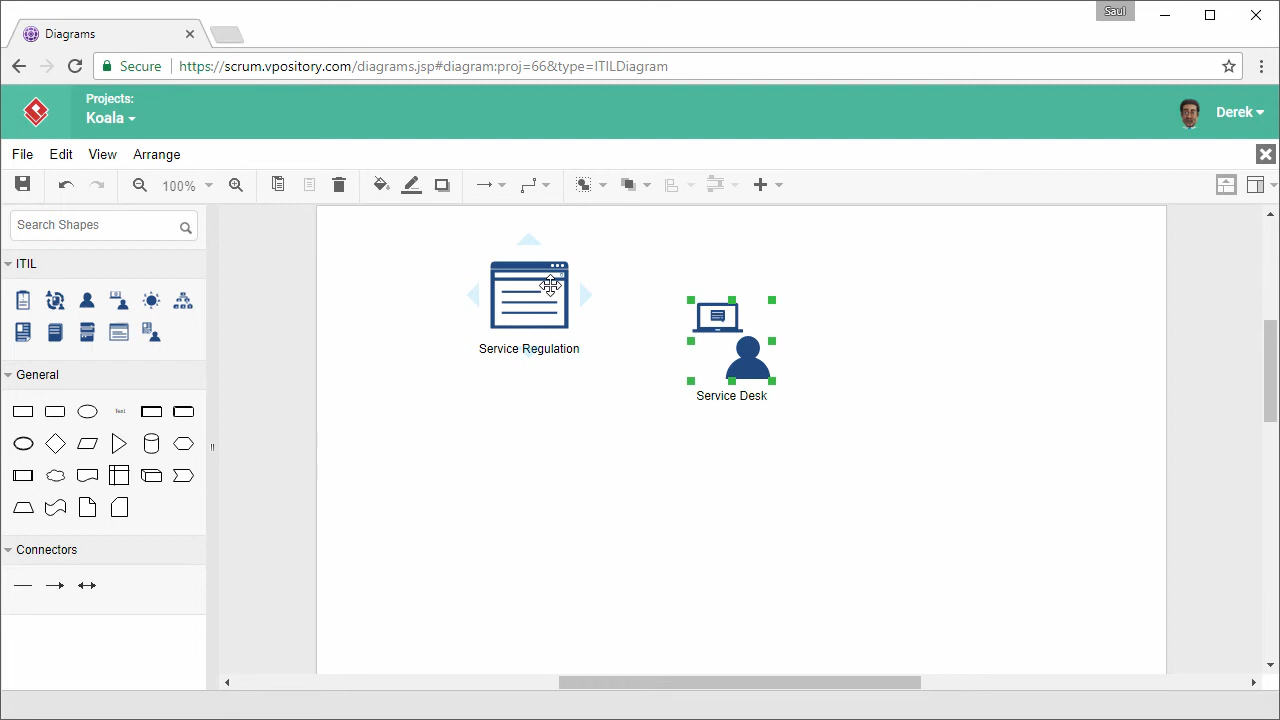 Saul
Diagrams
Secure https://scrum.vpository.com/diagrams.jsp#diagram:proj=66&type=ITILDiagram
Projects:
Koala
Derek
File Edit View Arrange
100%
Search Shapes
ITIL
General
Text
Connectors
Service Regulation
Service Desk